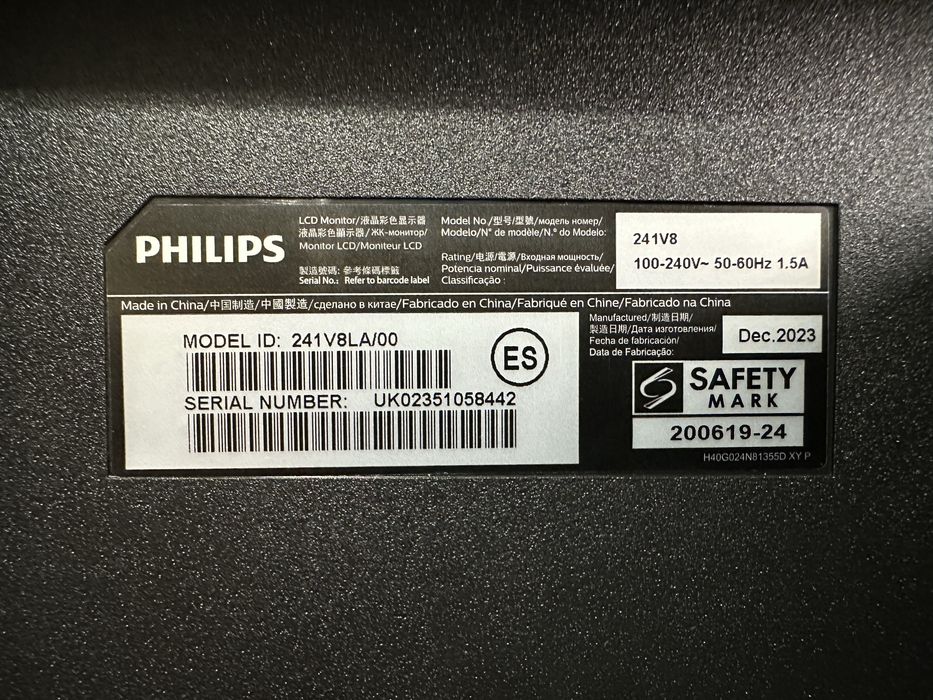 PHILIPS
LCD Monitor/液晶彩色显示器
液晶彩色顯示器/ЖК-монитор/
Monitor LCD/Moniteur LCD
製造號碼: 參考條碼標籤
Serial No.: Refer to barcode label
Model No./型号/型號/модель номер/
Modelo/N° de modèle/N.° do Modelo:
Rating/电源/電源/Входная мощность/
Potencia nominal/Puissance évaluée/
Clasificação :
241V8
100-240V~ 50-60Hz 1.5A
Made in China/中国制造/中國製造/сделано в китае/Fabricado en China/Fabriqué en Chine/Fabricado na China
MODEL ID: 241V8LA/00
SERIAL NUMBER: UK02351058442
ES
Manufactured/制造日期/
製造日期/Дата изготовления/
Fecha de fabricación/
Data de Fabricação:
Dec.2023
SAFETY
MARK
200619-24
H40G024N81355D XY P